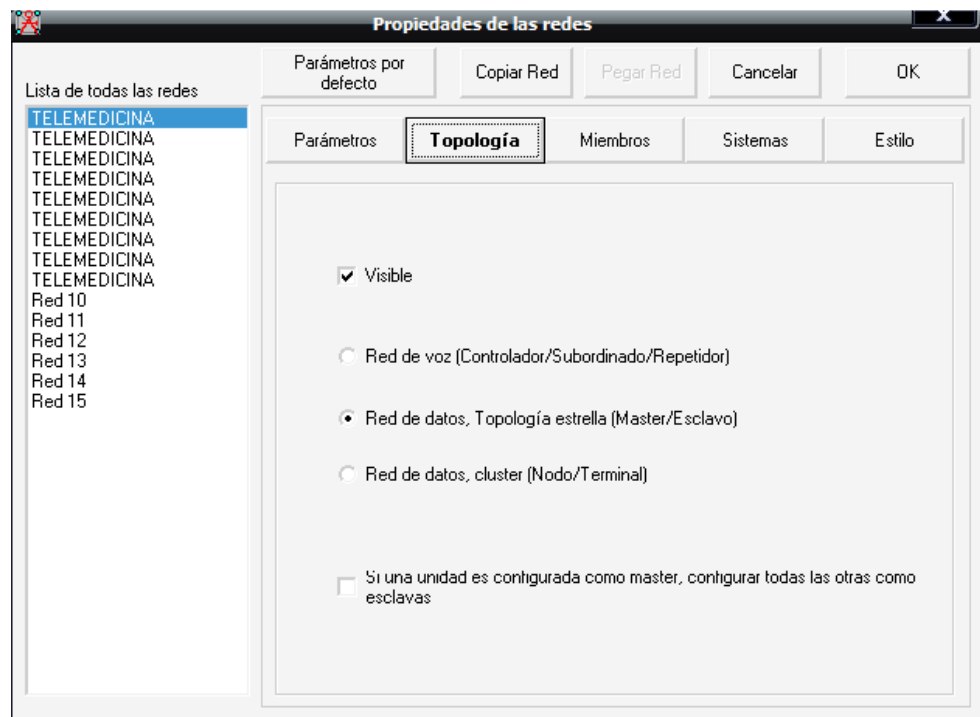 Propiedades de las redes
X
Lista de todas las redes
Parámetros por
defecto
Copiar Red
Pegar Red
Cancelar
OK
TELEMEDICINA
TELEMEDICINA
TELEMEDICINA
TELEMEDICINA
TELEMEDICINA
TELEMEDICINA
TELEMEDICINA
TELEMEDICINA
TELEMEDICINA
Red 10
Red 11
Red 12
Red 13
Red 14
Red 15
Parámetros
Topología
Miembros
Sistemas
Estilo
Visible
Red de voz (Controlador/Subordinado/Repetidor)
Red de datos, Topología estrella (Master/Esclavo)
Red de datos, cluster (Nodo/Terminal)
Si una unidad es configurada como master, configurar todas las otras como
esclavas